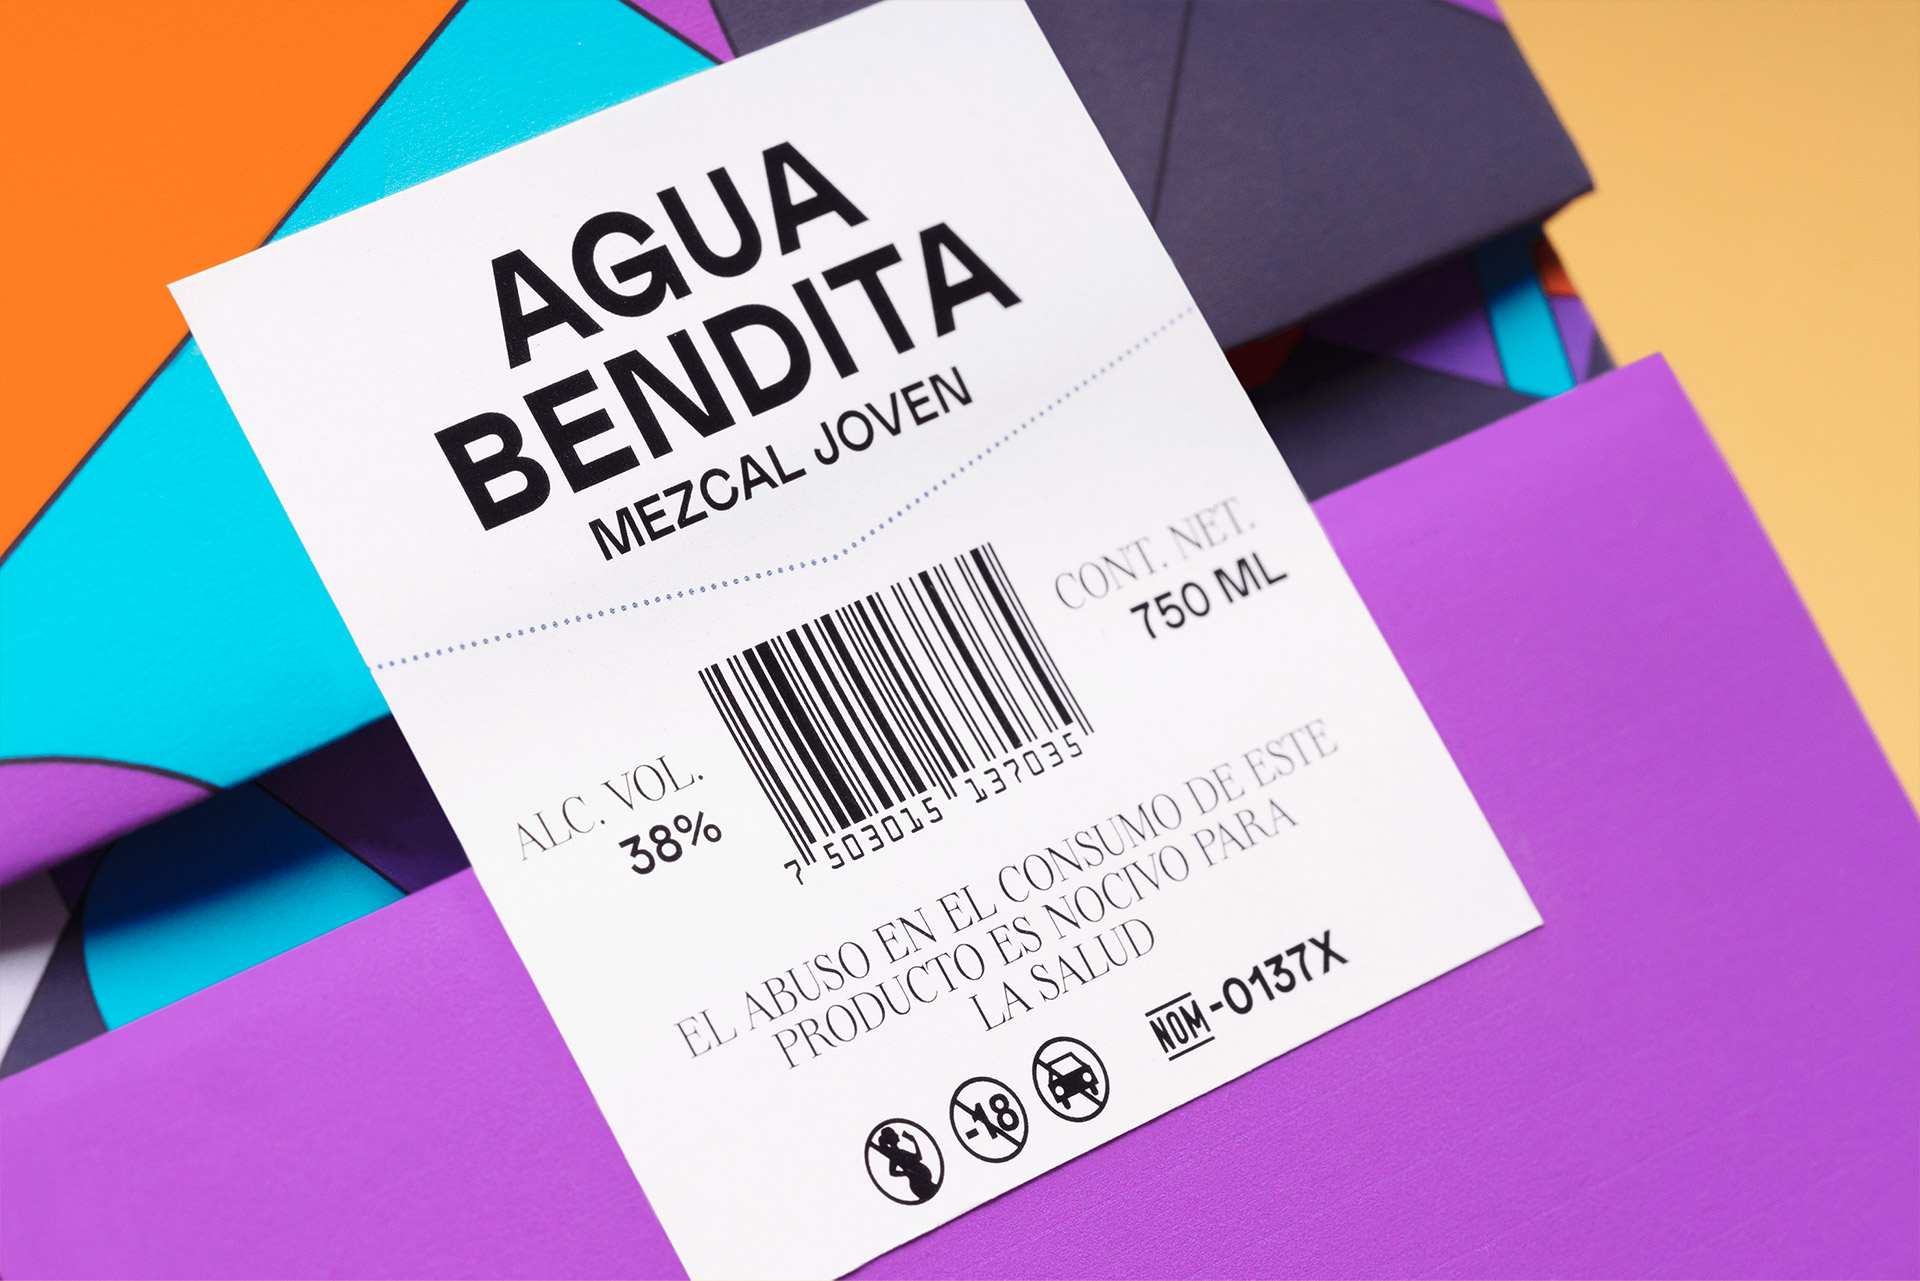 AGUA
BENDITA
MEZCAL JOVEN
CONT. NET.
750 ML
ALC. VOL.
38%
7 503015 137035
EL ABUSO EN EL CONSUMO DE ESTE
PRODUCTO ES NOCIVO PARA
LA SALUD
NOM-0137X
-18